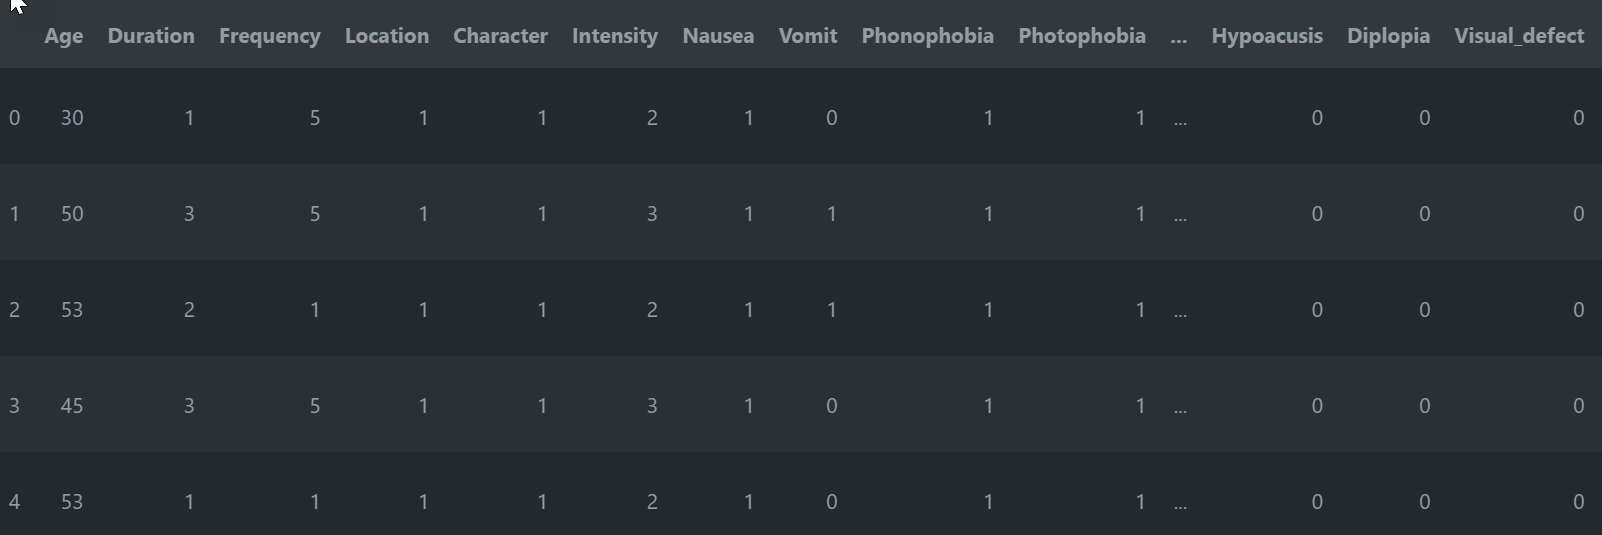 Age Duration Frequency Location Character Intensity Nausea Vomit Phonophobia Photophobia ... Hypoacusis Diplopia Visual_defect
0 30 1 5 1 1 2 1 0 1 1 ... 0 0 0
1 50 3 5 1 1 3 1 1 1 1 ... 0 0 0
2 53 2 1 1 1 2 1 1 1 1 ... 0 0 0
3 45 3 5 1 1 3 1 0 1 1 ... 0 0 0
4 53 1 1 1 1 2 1 0 1 1 ... 0 0 0